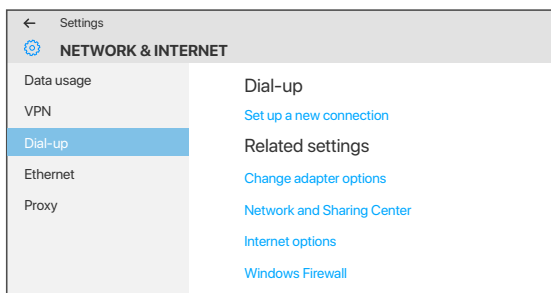 Settings
NETWORK & INTERNET
Data usage
VPN
Dial-up
Ethernet
Proxy
Dial-up
Set up a new connection
Related settings
Change adapter options
Network and Sharing Center
Internet options
Windows Firewall